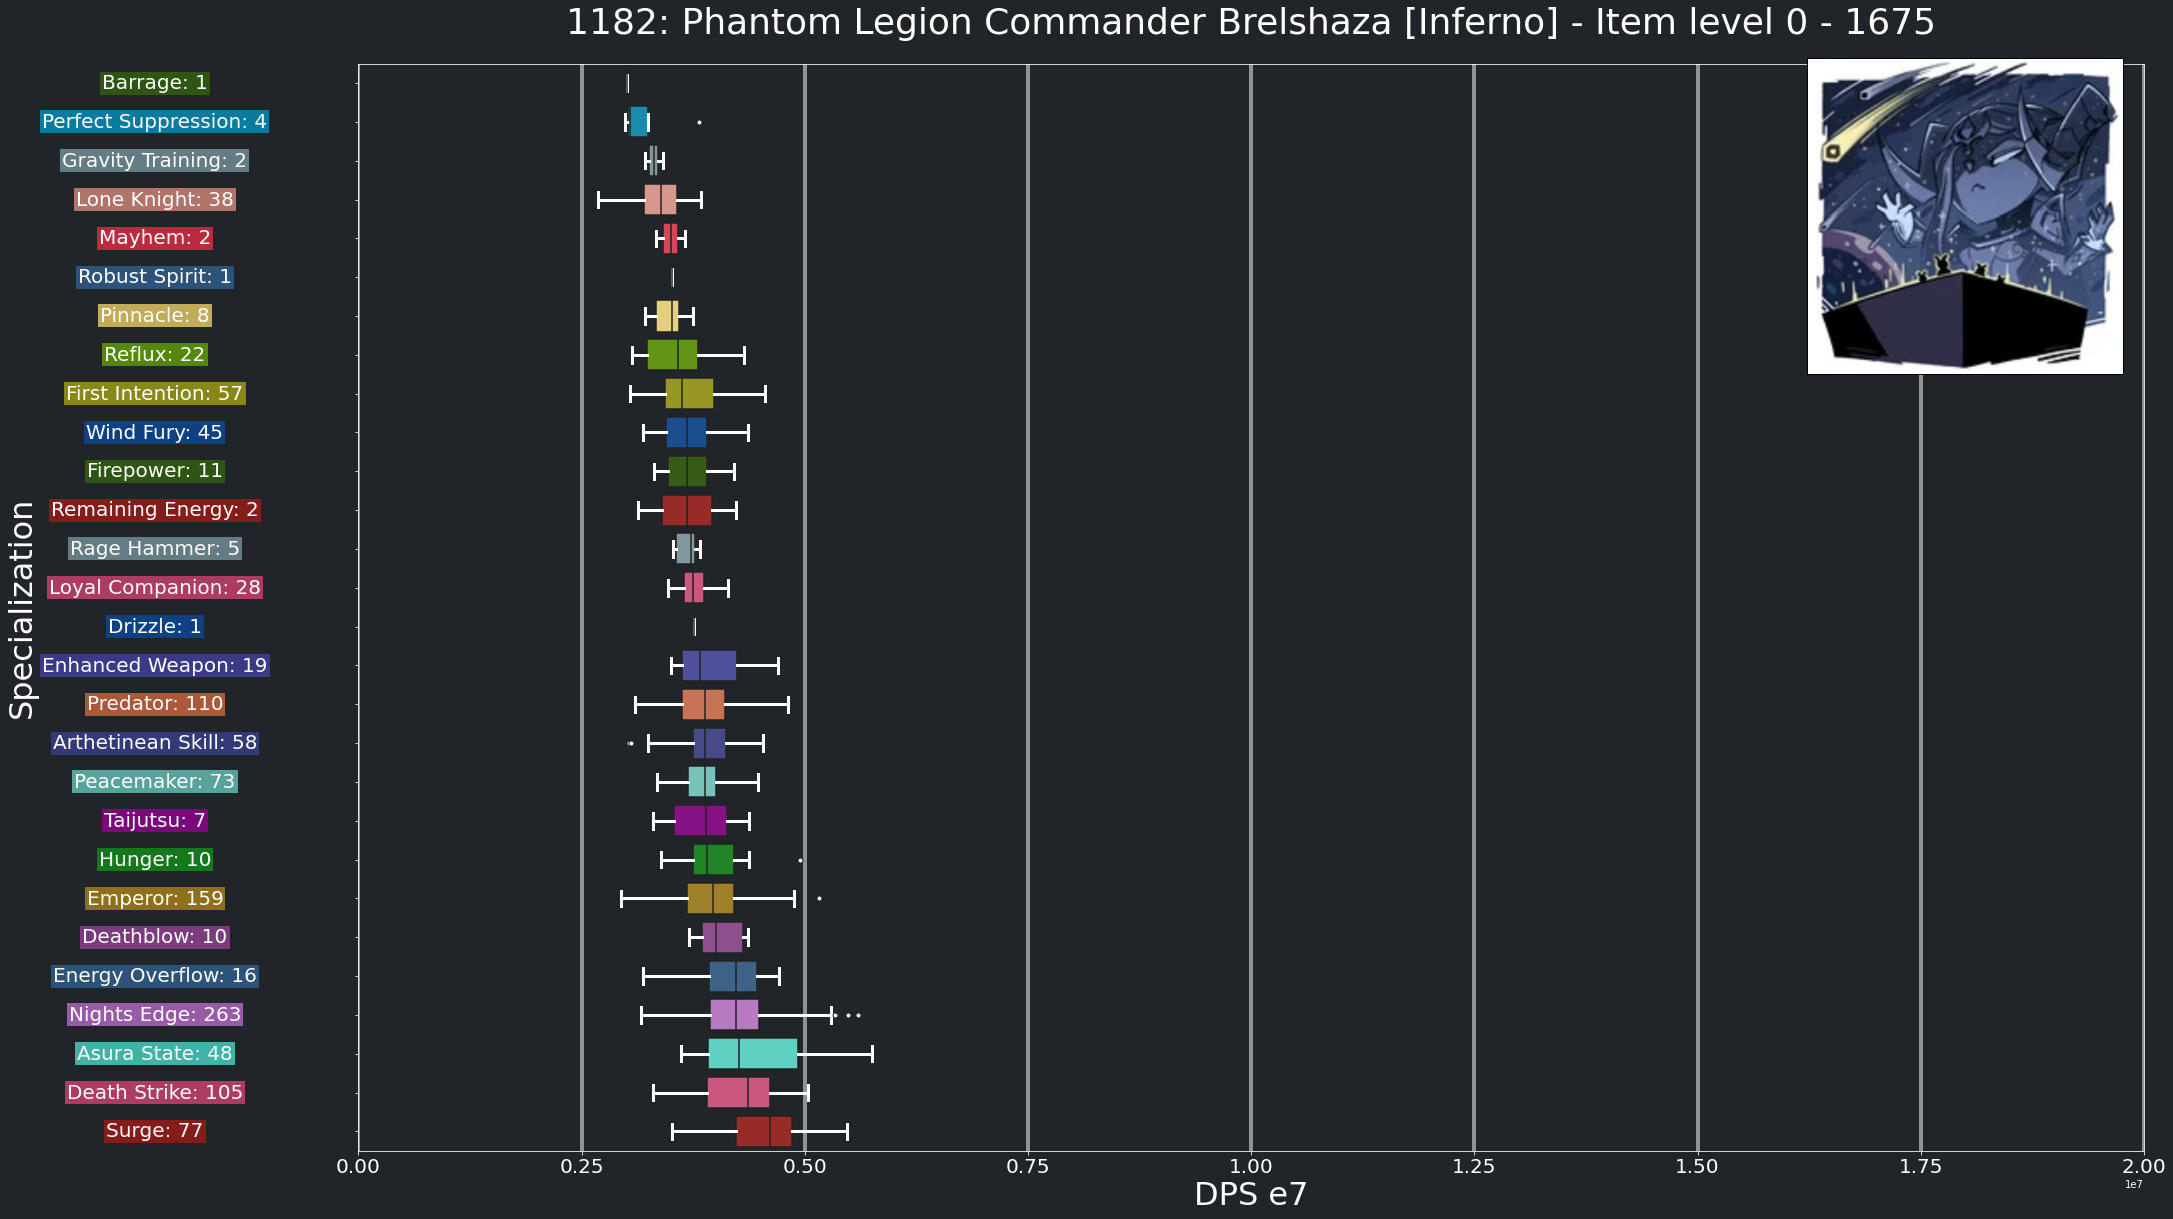 1182: Phantom Legion Commander Brelshaza [Inferno] - Item level 0 - 1675
Specialization
Barrage: 1
Perfect Suppression: 4
Gravity Training: 2
Lone Knight: 38
Mayhem: 2
Robust Spirit: 1
Pinnacle: 8
Reflux: 22
First Intention: 57
Wind Fury: 45
Firepower: 11
Remaining Energy: 2
Rage Hammer: 5
Loyal Companion: 28
Drizzle: 1
Enhanced Weapon: 19
Predator: 110
Arthetinean Skill: 58
Peacemaker: 73
Taijutsu: 7
Hunger: 10
Emperor: 159
Deathblow: 10
Energy Overflow: 16
Nights Edge: 263
Asura State: 48
Death Strike: 105
Surge: 77
0.00 0.25 0.50 0.75 1.00 1.25 1.50 1.75 2.00
1e7
DPS e7